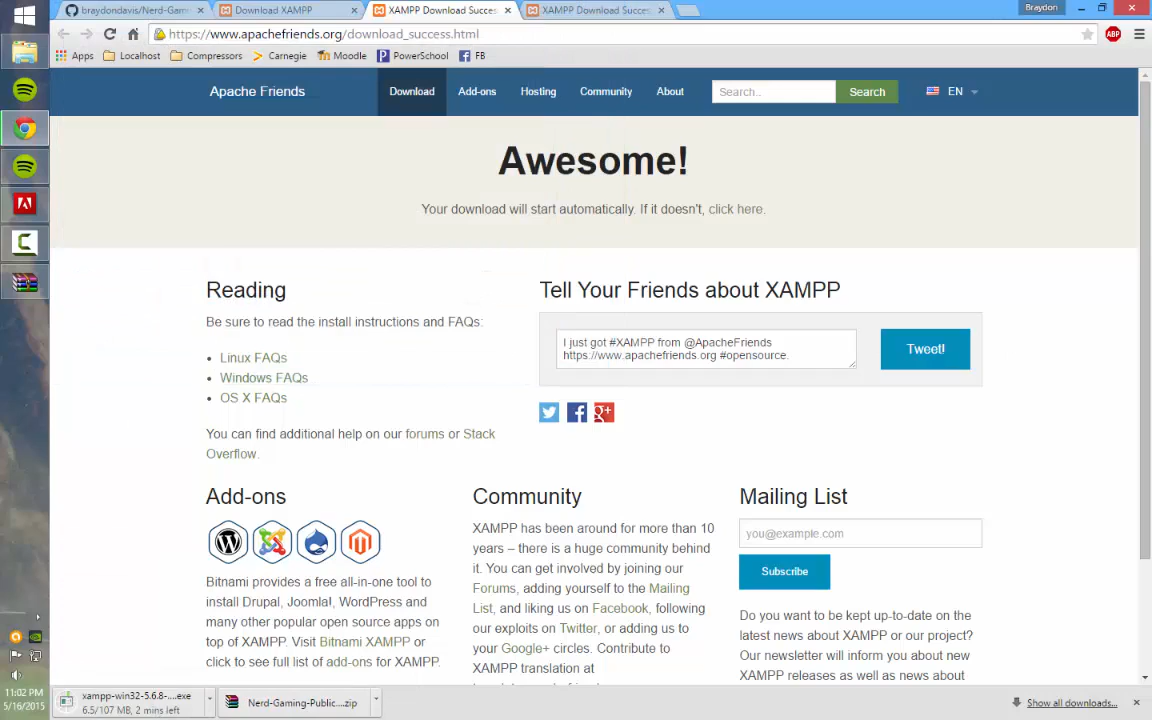 braydondavis/Nerd-Gam
Download XAMPP
XAMPP Download Succes
XAMPP Download Succes
Braydon
https://www.apachefriends.org/download_success.html
ABP
Apps
Localhost
Compressors
Carnegie
Moodle
PowerSchool
FB
Apache Friends
Download
Add-ons
Hosting
Community
About
Search...
Search
EN
Awesome!
Your download will start automatically. If it doesn't, click here.
Reading
Be sure to read the install instructions and FAQs:
Linux FAQs
Windows FAQs
OS X FAQs
You can find additional help on our forums or Stack
Overflow.
Tell Your Friends about XAMPP
I just got #XAMPP from @ApacheFriends
https://www.apachefriends.org #opensource.
Tweet!
Add-ons
Bitnami provides a free all-in-one tool to
install Drupal, Joomla!, WordPress and
many other popular open source apps on
top of XAMPP. Visit Bitnami XAMPP or
click to see full list of add-ons for XAMPP.
Community
XAMPP has been around for more than 10
years – there is a huge community behind
it. You can get involved by joining our
Forums, adding yourself to the Mailing
List, and liking us on Facebook, following
our exploits on Twitter, or adding us to
your Google+ circles. Contribute to
XAMPP translation at
Mailing List
you@example.com
Subscribe
Do you want to be kept up-to-date on the
latest news about XAMPP or our project?
Our newsletter will inform you about new
XAMPP releases as well as news about
11:02 PM
5/16/2015
xampp-win32-5.6.8-....exe
6.5/107 MB, 2 mins left
Nerd-Gaming-Public....zip
Show all downloads...